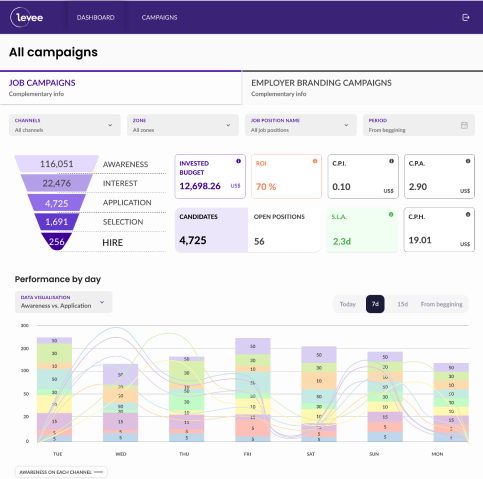 levee
DASHBOARD
CAMPAIGNS
All campaigns
JOB CAMPAIGNS
Complementary info
EMPLOYER BRANDING CAMPAIGNS
Complementary info
CHANNELS
All channels
ZONE
All zones
JOB POSITION NAME
All job positions
PERIOD
From beggining
116,051 AWARENESS
22,476 INTEREST
4,725 APPLICATION
1,691 SELECTION
256 HIRE
INVESTED
BUDGET
12,698.26 US$
ROI
70 %
C.P.I.
0.10
US$
C.P.A.
2.90
US$
CANDIDATES
4,725
OPEN POSITIONS
56
S.L.A.
2.3d
C.P.H.
19.01
US$
Performance by day
DATA VISUALISATION
Awareness vs. Application
Today
7d
15d
From beggining
300
200
100
50
20
0
TUE
WED
THU
FRI
SAT
SUN
MON
AWARENESS ON EACH CHANNEL